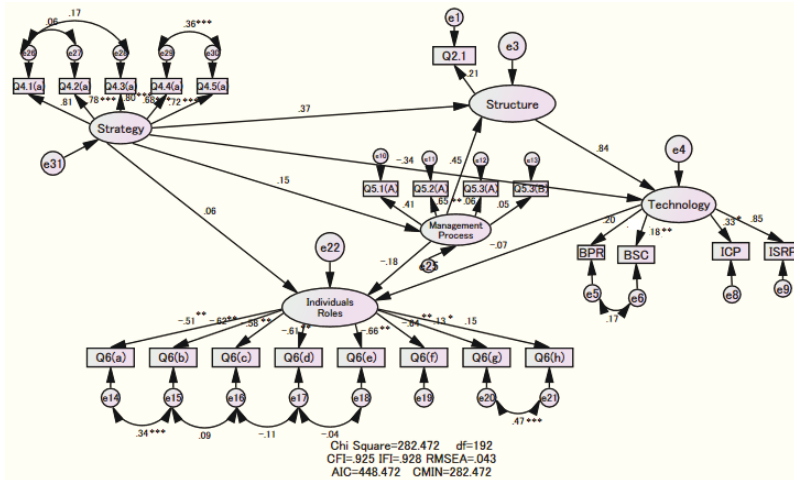 .06 .17 .36***
e26 e27 e28 e29 e30
Q4.1(a) Q4.2(a) Q4.3(a) Q4.4(a) Q4.5(a)
.81 .78*** .80*** .68 .72***
Strategy
e31
e1
Q2.1
.21
e3
Structure
.37
-.34
.15
.06
.45
.84
e10 e11 e12 e13
Q5.1(A) Q5.2(A) Q5.3(A) Q5.3(B)
.41 .65** .06 .05
Management
Process
e25
e4
Technology
.20 .18** .33* .85
BPR BSC ICP ISRP
e5 e6 e8 e9
.17
-.07
-.18
e22
Individuals
Roles
-.51** -.62** -.58** -.61** -.66** -.64** .13* .15
Q6(a) Q6(b) Q6(c) Q6(d) Q6(e) Q6(f) Q6(g) Q6(h)
e14 e15 e16 e17 e18 e19 e20 e21
.34*** .09 -.11 -.04 .47***
Chi Square=282.472 df=192
CFI=.925 IFI=.928 RMSEA=.043
AIC=448.472 CMIN=282.472